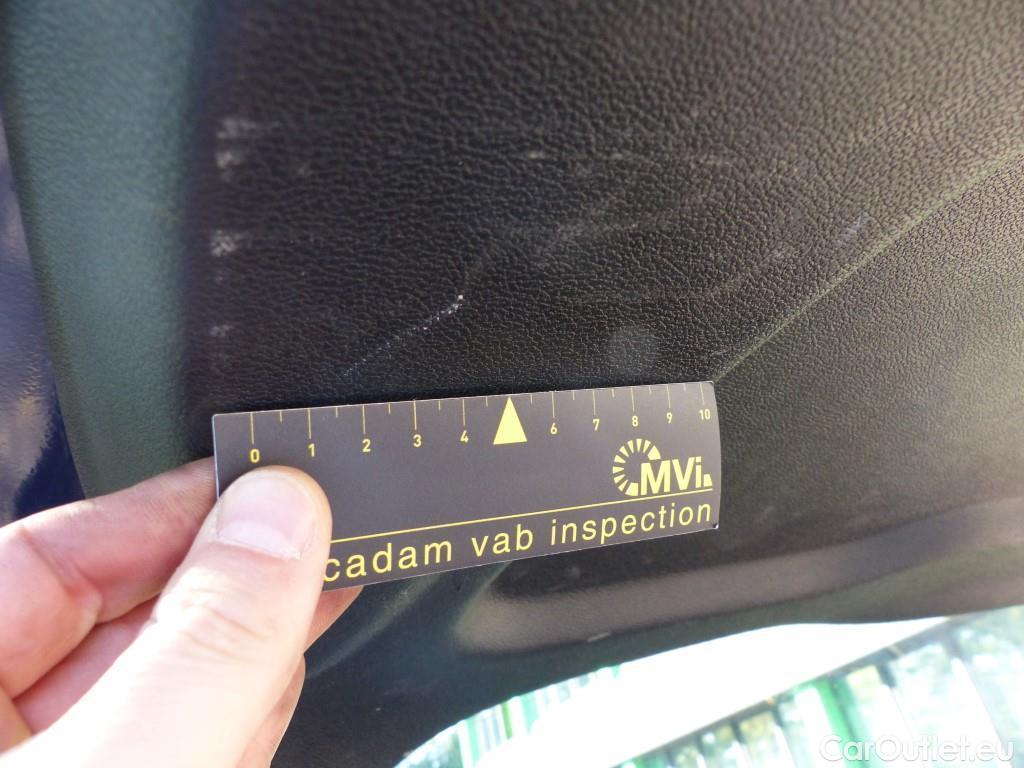 0 1 2 3 4 6 7 8 9 10
MVi
cadam vab inspection
CarOutlet.eu